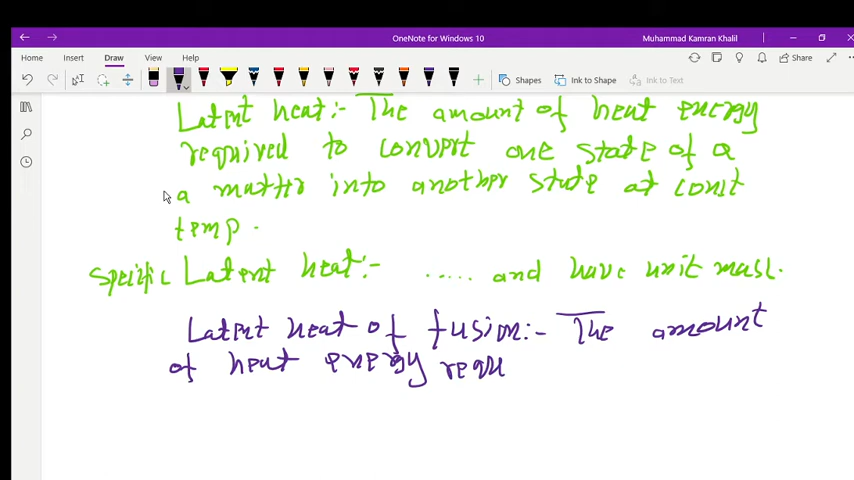 OneNote for Windows 10
Muhammad Kamran Khalil
Home Insert Draw View Help
Share
Shapes Ink to Shape Ink to Text
Latent heat:- The amount of heat energy
required to convert one state of a
a matter into another state at const
temp.
Specific Latent heat:- ..... and have unit mass.
Latent heat of fusion:- The amount
of heat energy requ